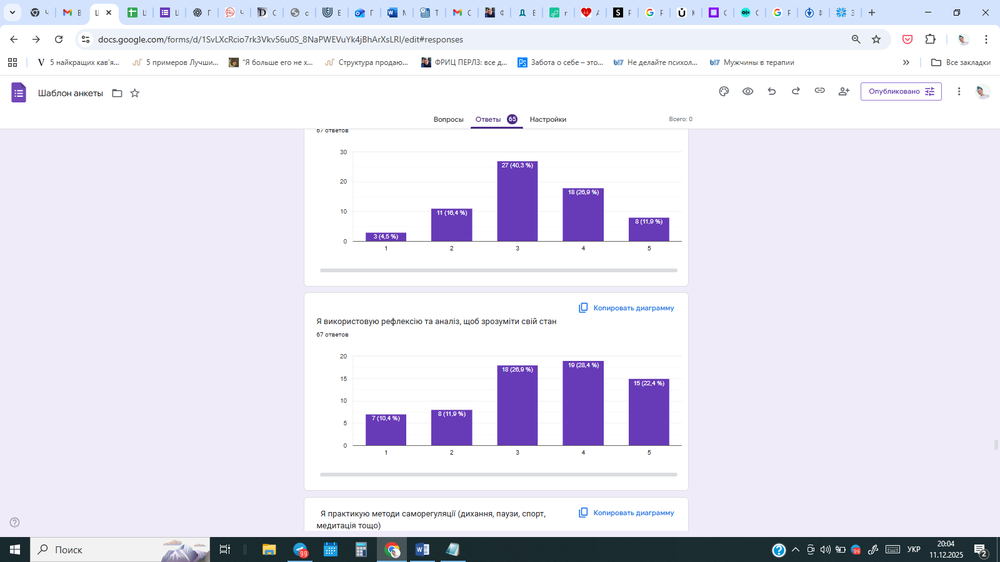 docs.google.com/forms/d/1SvLXcRcio7rk3Vkv56u0S_8NaPWEVuYk4jBhArXsLRI/edit#responses
5 найкращих кав'я...
5 примеров Лучши...
"Я больше его не х...
Структура продаю...
ФРИЦ ПЕРЛЗ: все д...
Забота о себе – это...
Не делайте психол...
Мужчины в терапии
Все закладки
Шаблон анкеты
Опубликовано
Вопросы
Ответы 65
Настройки
Всего: 0
67 ответов
30
20
10
0
3 (4,5 %)
11 (16,4 %)
27 (40,3 %)
18 (26,9 %)
8 (11,9 %)
1 2 3 4 5
Копировать диаграмму
Я використовую рефлексію та аналіз, щоб зрозуміти свій стан
67 ответов
20
15
10
5
0
7 (10,4 %)
8 (11,9 %)
18 (26,9 %)
19 (28,4 %)
15 (22,4 %)
1 2 3 4 5
Я практикую методи саморегуляції (дихання, паузи, спорт,
медитація тощо)
Копировать диаграмму
Поиск
99
99
УКР
20:04
11.12.2025
2